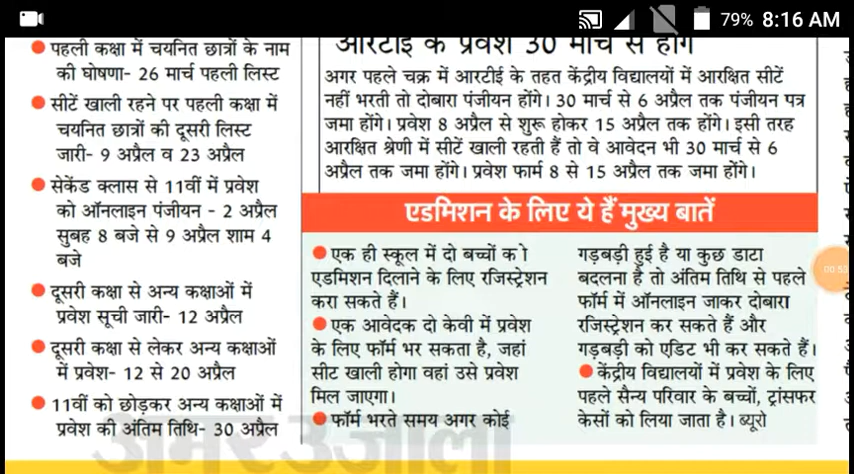 79% 8:16 AM
पहली कक्षा में चयनित छात्रों के नाम
की घोषणा- 26 मार्च पहली लिस्ट
सीटें खाली रहने पर पहली कक्षा में
चयनित छात्रों की दूसरी लिस्ट
जारी- 9 अप्रैल व 23 अप्रैल
सेकेंड क्लास से 11वीं में प्रवेश
को ऑनलाइन पंजीयन - 2 अप्रैल
सुबह 8 बजे से 9 अप्रैल शाम 4
बजे
दूसरी कक्षा से अन्य कक्षाओं में
प्रवेश सूची जारी- 12 अप्रैल
दूसरी कक्षा से लेकर अन्य कक्षाओं
में प्रवेश- 12 से 20 अप्रैल
11वीं को छोड़कर अन्य कक्षाओं में
प्रवेश की अंतिम तिथि- 30 अप्रैल
आरटीई के प्रवेश 30 मार्च से होंगे
अगर पहले चक्र में आरटीई के तहत केंद्रीय विद्यालयों में आरक्षित सीटें
नहीं भरती तो दोबारा पंजीयन होंगे। 30 मार्च से 6 अप्रैल तक पंजीयन पत्र
जमा होंगे। प्रवेश 8 अप्रैल से शुरू होकर 15 अप्रैल तक होंगे। इसी तरह
आरक्षित श्रेणी में सीटें खाली रहती हैं तो वे आवेदन भी 30 मार्च से 6
अप्रैल तक जमा होंगे। प्रवेश फार्म 8 से 15 अप्रैल तक जमा होंगे।
एडमिशन के लिए ये हैं मुख्य बातें
एक ही स्कूल में दो बच्चों को
एडमिशन दिलाने के लिए रजिस्ट्रेशन
करा सकते हैं।
एक आवेदक दो केवी में प्रवेश
के लिए फॉर्म भर सकता है, जहां
सीट खाली होगा वहां उसे प्रवेश
मिल जाएगा।
फॉर्म भरते समय अगर कोई
गड़बड़ी हुई है या कुछ डाटा
बदलना है तो अंतिम तिथि से पहले
फॉर्म में ऑनलाइन जाकर दोबारा
रजिस्ट्रेशन कर सकते हैं और
गड़बड़ी को एडिट भी कर सकते हैं।
केंद्रीय विद्यालयों में प्रवेश के लिए
पहले सैन्य परिवार के बच्चों, ट्रांसफर
केसों को लिया जाता है। ब्यूरो
00:53
अमर उजाला